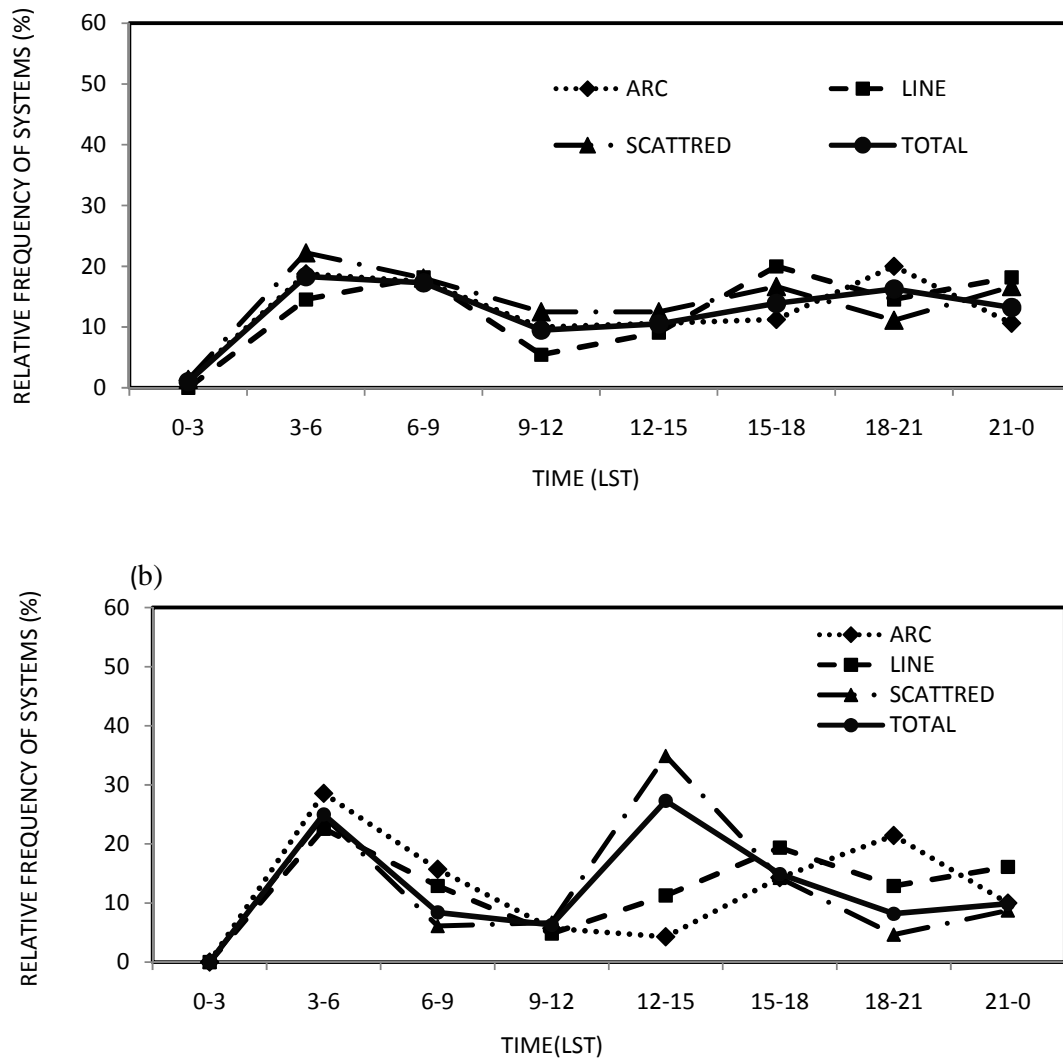 RELATIVE FREQUENCY OF SYSTEMS (%)
60
50
40
30
20
10
0
ARC
LINE
SCATTRED
TOTAL
0-3 3-6 6-9 9-12 12-15 15-18 18-21 21-0
TIME (LST)
(b)
RELATIVE FREQUENCY OF SYSTEMS (%)
60
50
40
30
20
10
0
ARC
LINE
SCATTRED
TOTAL
0-3 3-6 6-9 9-12 12-15 15-18 18-21 21-0
TIME(LST)